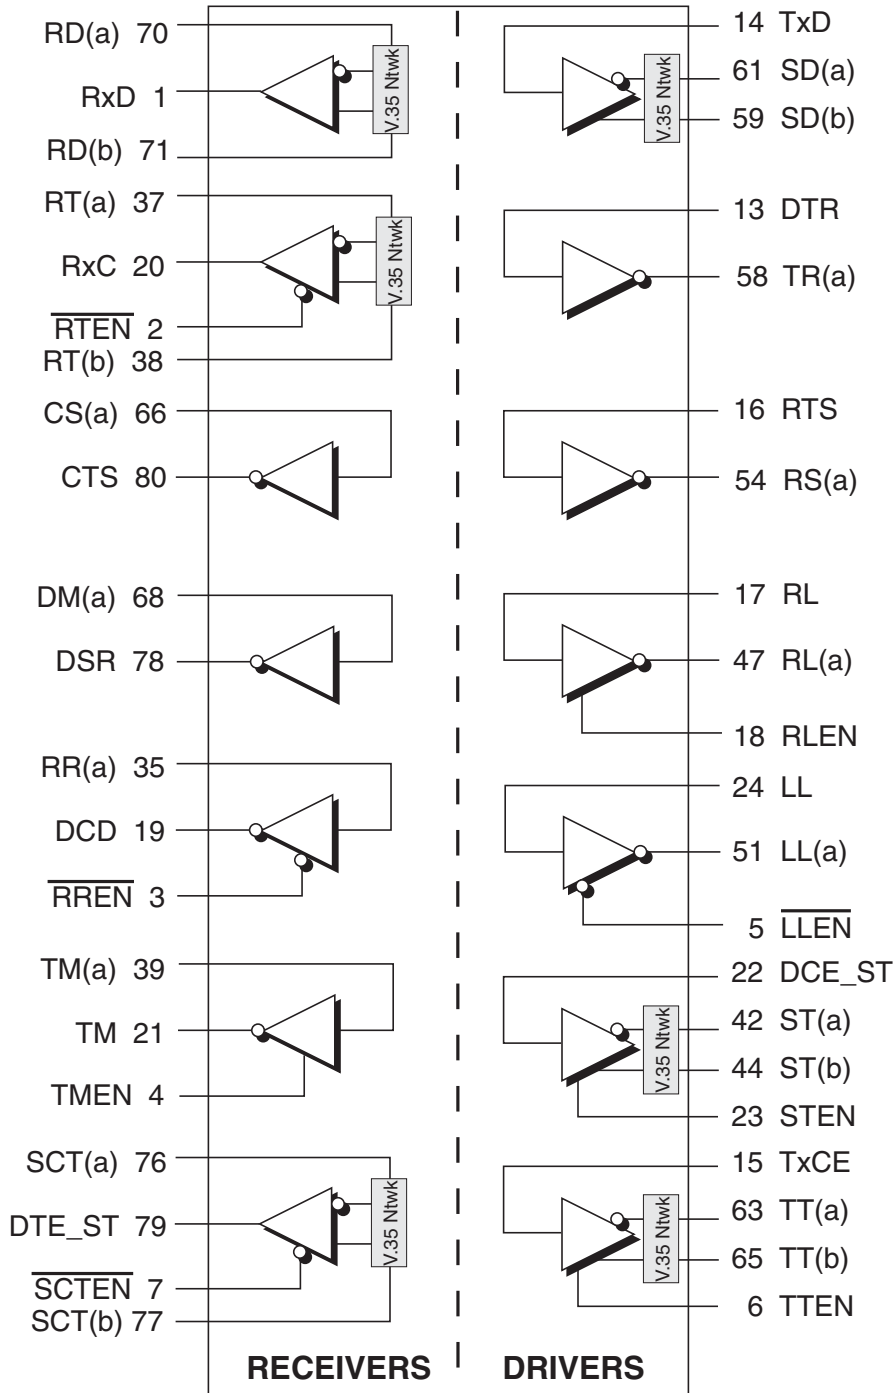 RD(a) 70
RxD 1
RD(b) 71
V.35 Ntwk
RT(a) 37
RxC 20
RTEN 2
RT(b) 38
V.35 Ntwk
CS(a) 66
CTS 80
DM(a) 68
DSR 78
RR(a) 35
DCD 19
RREN 3
TM(a) 39
TM 21
TMEN 4
SCT(a) 76
DTE_ST 79
SCTEN 7
SCT(b) 77
V.35 Ntwk
RECEIVERS
14 TxD
61 SD(a)
59 SD(b)
V.35 Ntwk
13 DTR
58 TR(a)
16 RTS
54 RS(a)
17 RL
47 RL(a)
18 RLEN
24 LL
51 LL(a)
5 LLEN
22 DCE_ST
42 ST(a)
44 ST(b)
23 STEN
V.35 Ntwk
15 TxCE
63 TT(a)
65 TT(b)
6 TTEN
V.35 Ntwk
DRIVERS